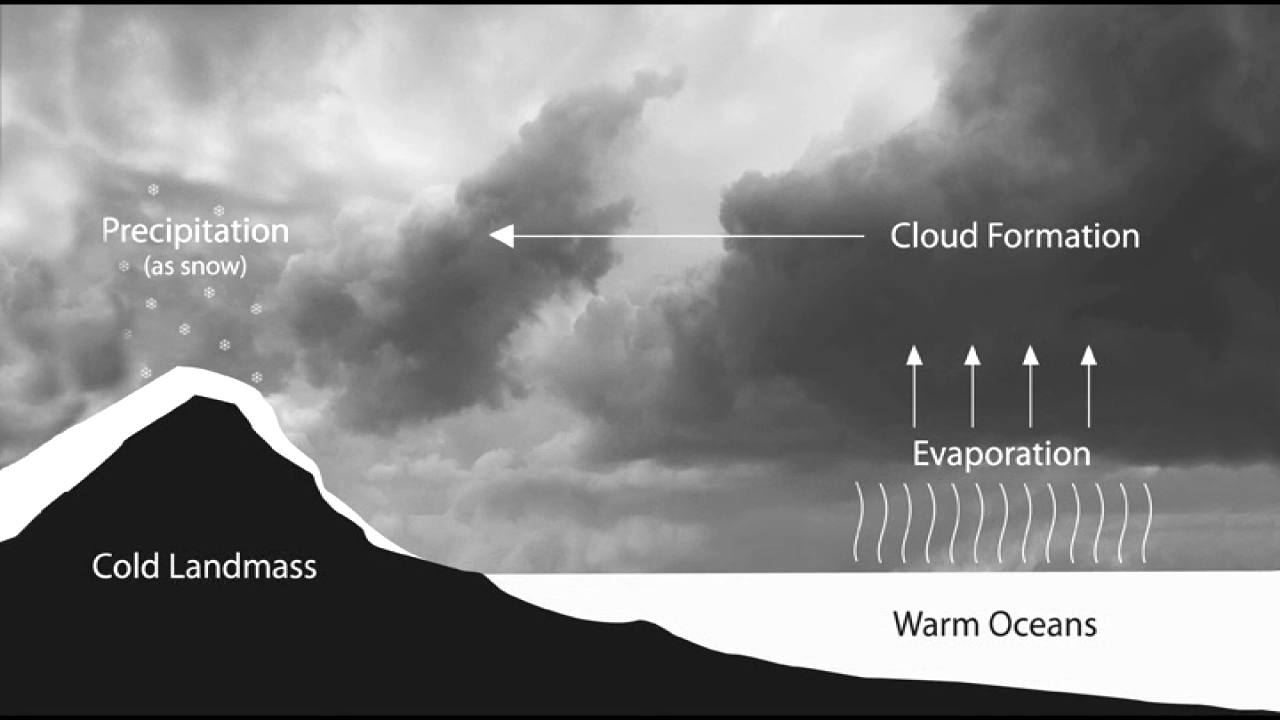 Precipitation
(as snow)
Cloud Formation
Evaporation
Cold Landmass
Warm Oceans